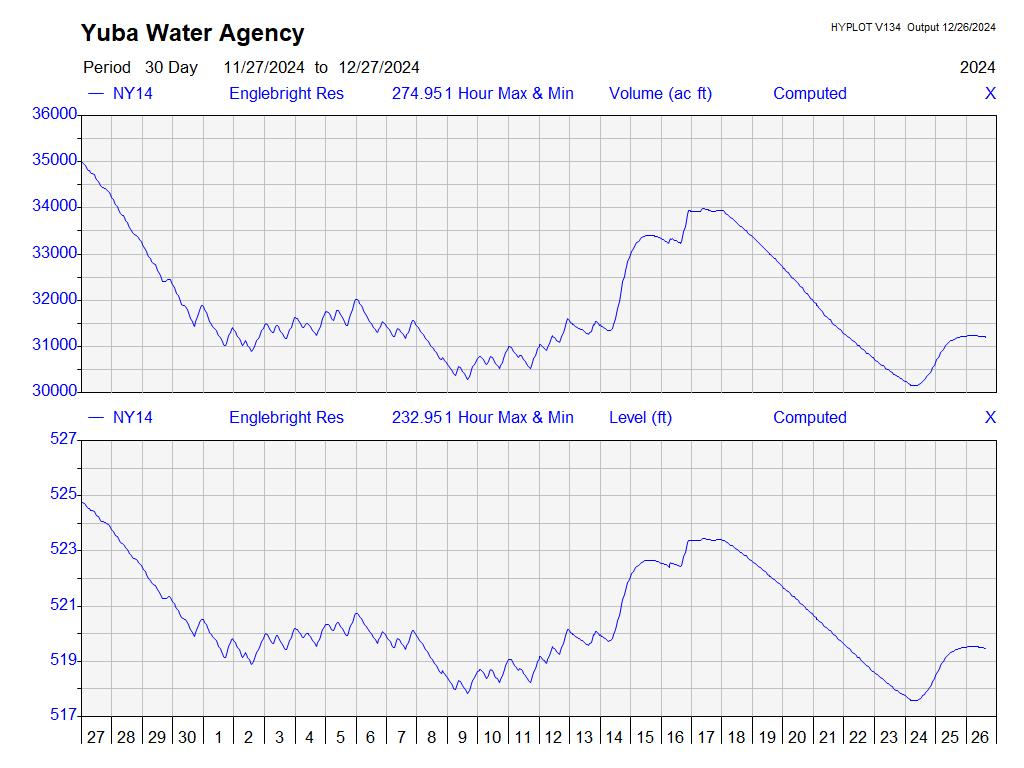 Yuba Water Agency
HYPLOT V134 Output 12/26/2024
Period 30 Day 11/27/2024 to 12/27/2024
2024
NY14 Englebright Res 274.951 Hour Max & Min Volume (ac ft) Computed X
36000
35000
34000
33000
32000
31000
30000
NY14 Englebright Res 232.951 Hour Max & Min Level (ft) Computed X
527
525
523
521
519
517
27 28 29 30 1 2 3 4 5 6 7 8 9 10 11 12 13 14 15 16 17 18 19 20 21 22 23 24 25 26